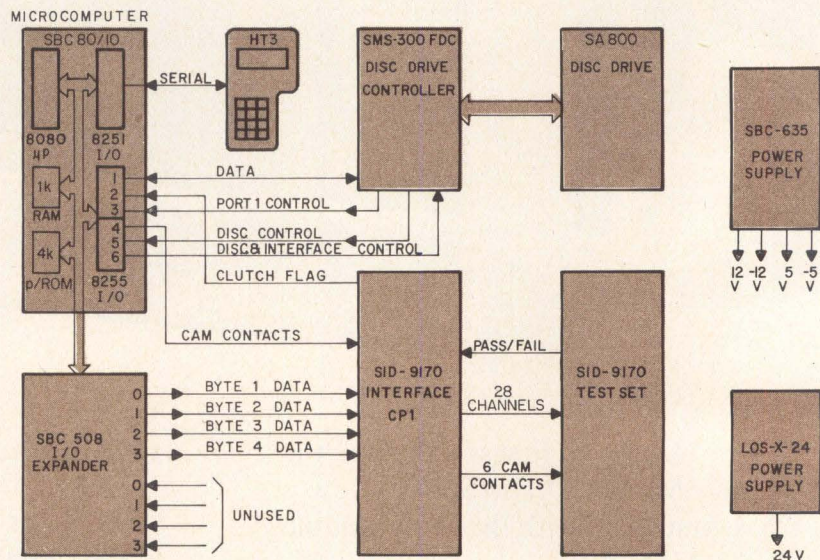 MICROCOMPUTER
SBC 80/10
8080
μP
8251
I/O
1k
RAM
4k
p/ROM
1
2
3
4
5
6
8255
I/O
SERIAL
HT3
SMS-300 FDC
DISC DRIVE
CONTROLLER
SA 800
DISC DRIVE
SBC-635
POWER
SUPPLY
12 V
-12 V
5 V
-5 V
DATA
PORT 1 CONTROL
DISC CONTROL
DISC & INTERFACE CONTROL
CLUTCH FLAG
CAM CONTACTS
SBC 508
I/O
EXPANDER
0
1
2
3
0
1
2
3
BYTE 1 DATA
BYTE 2 DATA
BYTE 3 DATA
BYTE 4 DATA
UNUSED
SID-9170
INTERFACE
CP1
PASS/FAIL
28
CHANNELS
6 CAM
CONTACTS
SID-9170
TEST SET
LOS-X-24
POWER
SUPPLY
24 V